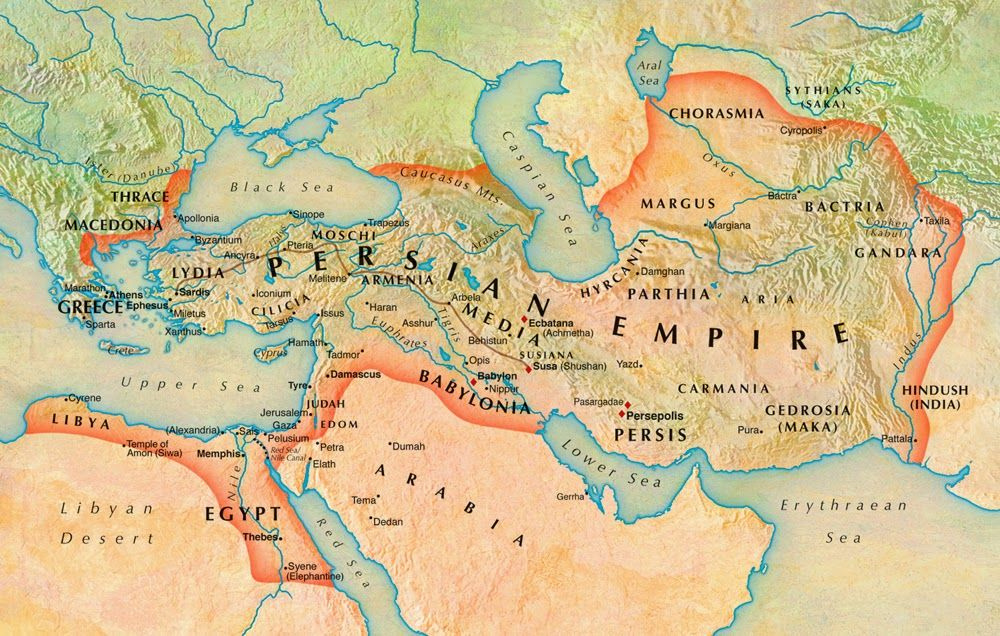 Aral
Sea
SYTHIANS
(SAKA)
CHORASMIA
Cyropolis
Caspian Sea
Oxus
Ister (Danube)
Black Sea
Caucasus Mts.
THRACE
MACEDONIA
Apollonia
Byzantium
Sinope
Trapezus
MOSCHI
Halis
Pteria
Ancyra
Araxes
MARGUS
Margiana
Bactra
BACTRIA
Taxila
GANDARA
PERSIAN EMPIRE
LYDIA
Melitene
ARMENIA
HYRCANIA
Damghan
PARTHIA
ARIA
Marathon
Athens
GREECE
Ephesus
Sardis
Miletus
Iconium
CILICIA
Tarsus
Issus
Xanthus
Sparta
Crete
Cyprus
Haran
Asshur
Arbela
MEDIA
Tibris
Euphrates
Behistun
Ecbatana
(Achmetha)
SUSIANA
Susa (Shushan)
Opis
Yazd
Hamath
Tadmor
Damascus
Upper Sea
Tyre
Babylon
Nippur
BABYLONIA
CARMANIA
Indus
HINDUSH
(INDIA)
Pasargadae
Persepolis
PERSIS
GEDROSIA
(MAKA)
Pura
Pattala
Cyrene
LIBYA
JUDAH
Jerusalem
Gaza
EDOM
(Alexandria)
Sais
Pelusium
Temple of
Amon (Siwa)
Memphis
Red Sea/
Nile Canal
Petra
Elath
Dumah
Lower Sea
Nile
ARABIA
Tema
Dedan
Gerrha
Libyan
Desert
EGYPT
Thebes
Red Sea
Erythraean
Sea
Syene
(Elephantine)